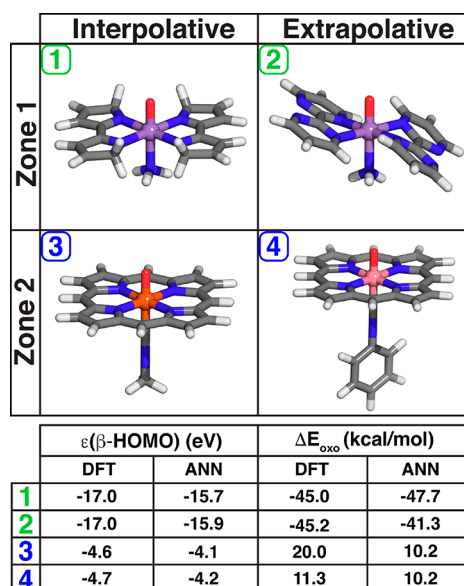 Interpolative Extrapolative
Zone 1
1 2
Zone 2
3 4
ε(β-HOMO) (eV) ΔE_oxo (kcal/mol)
DFT ANN DFT ANN
1 -17.0 -15.7 -45.0 -47.7
2 -17.0 -15.9 -45.2 -41.3
3 -4.6 -4.1 20.0 10.2
4 -4.7 -4.2 11.3 10.2